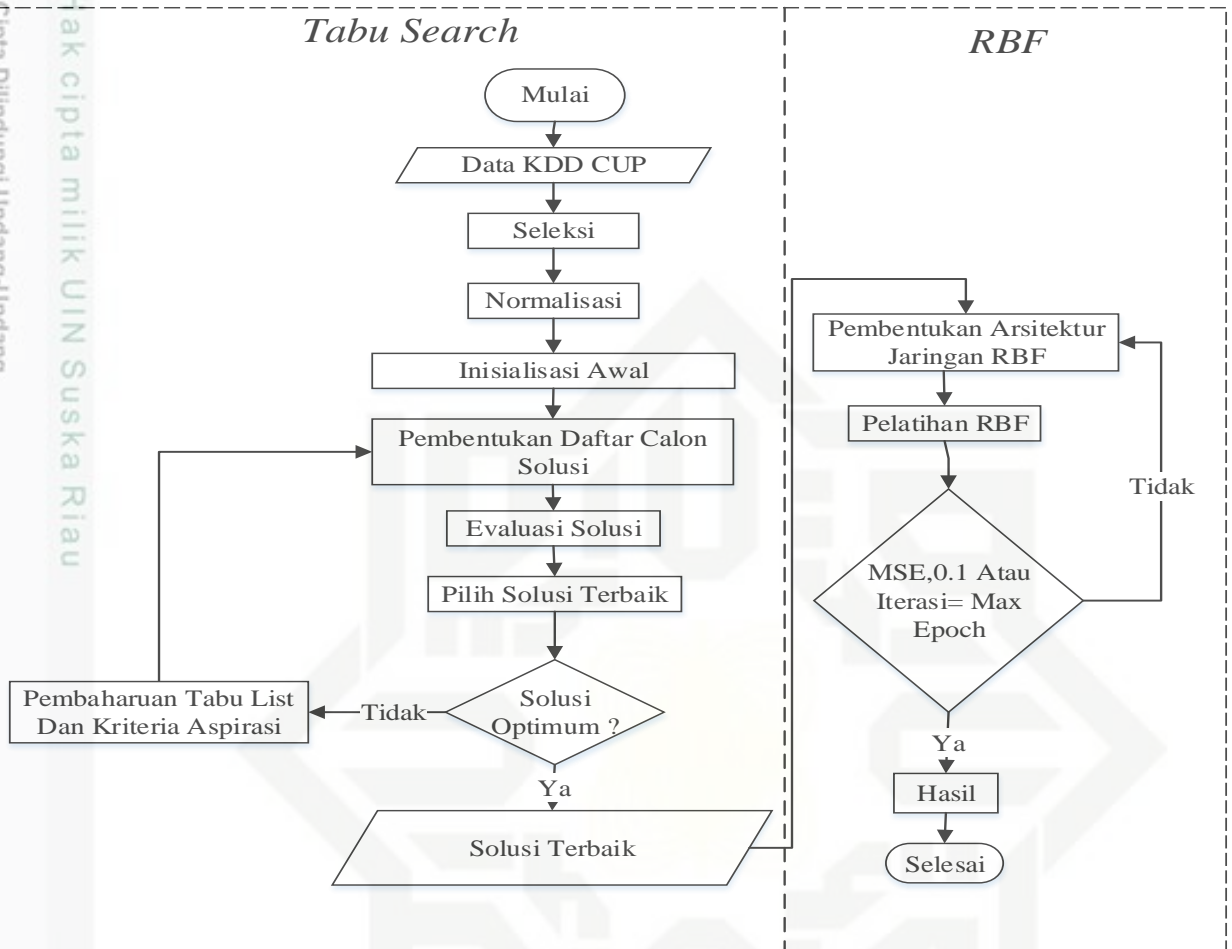 Hak cipta milik UIN Suska Riau
Tabu Search
Mulai
Data KDD CUP
Seleksi
Normalisasi
Inisialisasi Awal
Pembentukan Daftar Calon
Solusi
Evaluasi Solusi
Pilih Solusi Terbaik
Solusi
Optimum ?
Tidak
Pembaharuan Tabu List
Dan Kriteria Aspirasi
Ya
Solusi Terbaik
RBF
Pembentukan Arsitektur
Jaringan RBF
Pelatihan RBF
MSE,0.1 Atau
Iterasi= Max
Epoch
Tidak
Ya
Hasil
Selesai